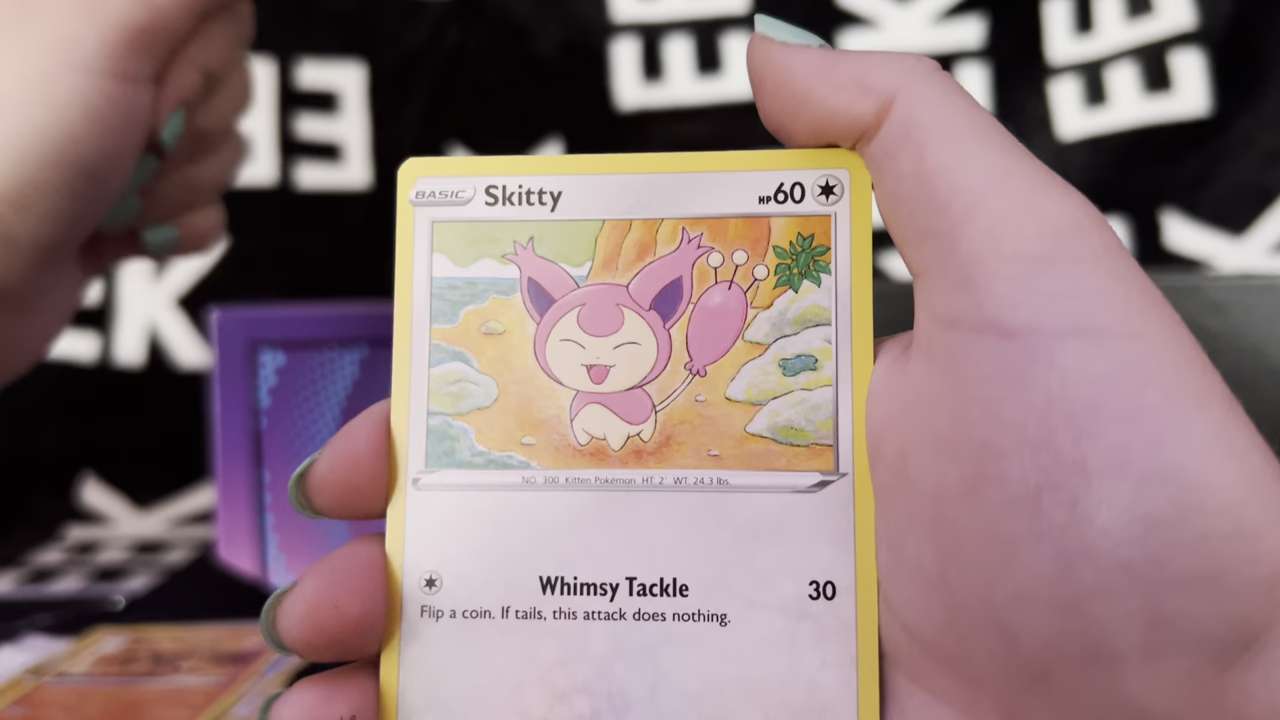 BASIC Skitty HP60
NO. 300 Kitten Pokémon HT: 2' WT: 24.3 lbs.
Whimsy Tackle 30
Flip a coin. If tails, this attack does nothing.